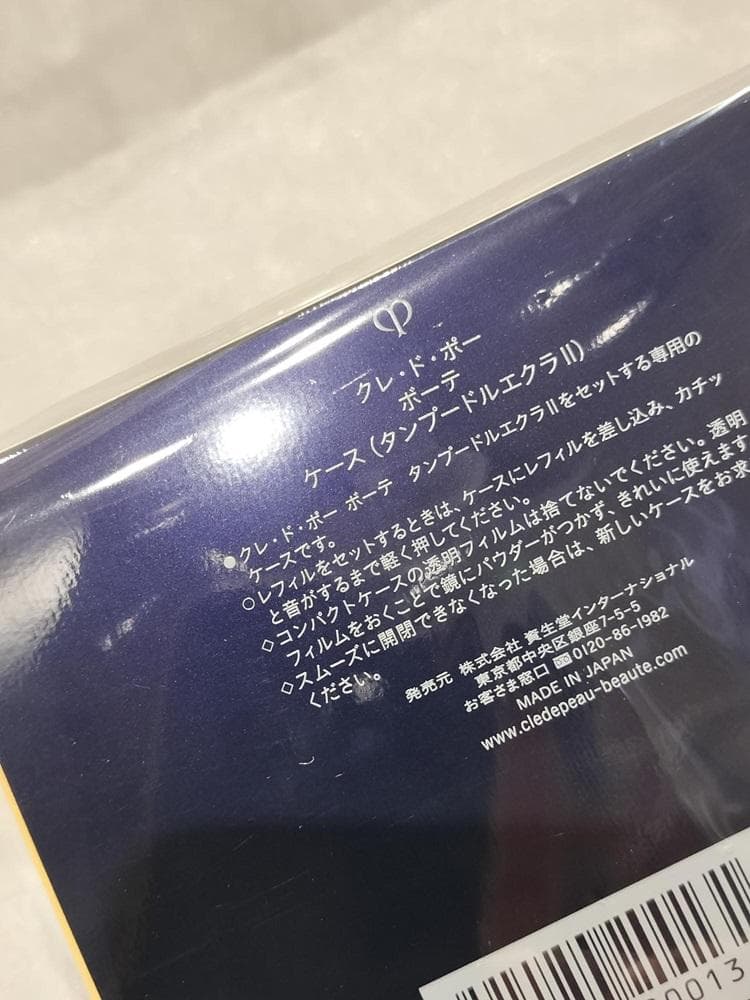 クレ・ド・ポー
ボーテ
ケース（タンプードルエクラⅡ）
●クレ・ド・ポー ボーテ タンプードルエクラⅡをセットする専用の
ケースです。
○レフィルをセットするときは、ケースにレフィルを差し込み、カチッ
と音がするまで軽く押してください。
◇コンパクトケースの透明フィルムは捨てないでください。透明
フィルムをおくことで鏡にパウダーがつかず、きれいに使えます
◇スムーズに開閉できなくなった場合は、新しいケースをお求
ください。
発売元 株式会社 資生堂インターナショナル
東京都中央区銀座7-5-5
お客さま窓口 0120-86-1982
MADE IN JAPAN
www.cledepeau-beaute.com
0013